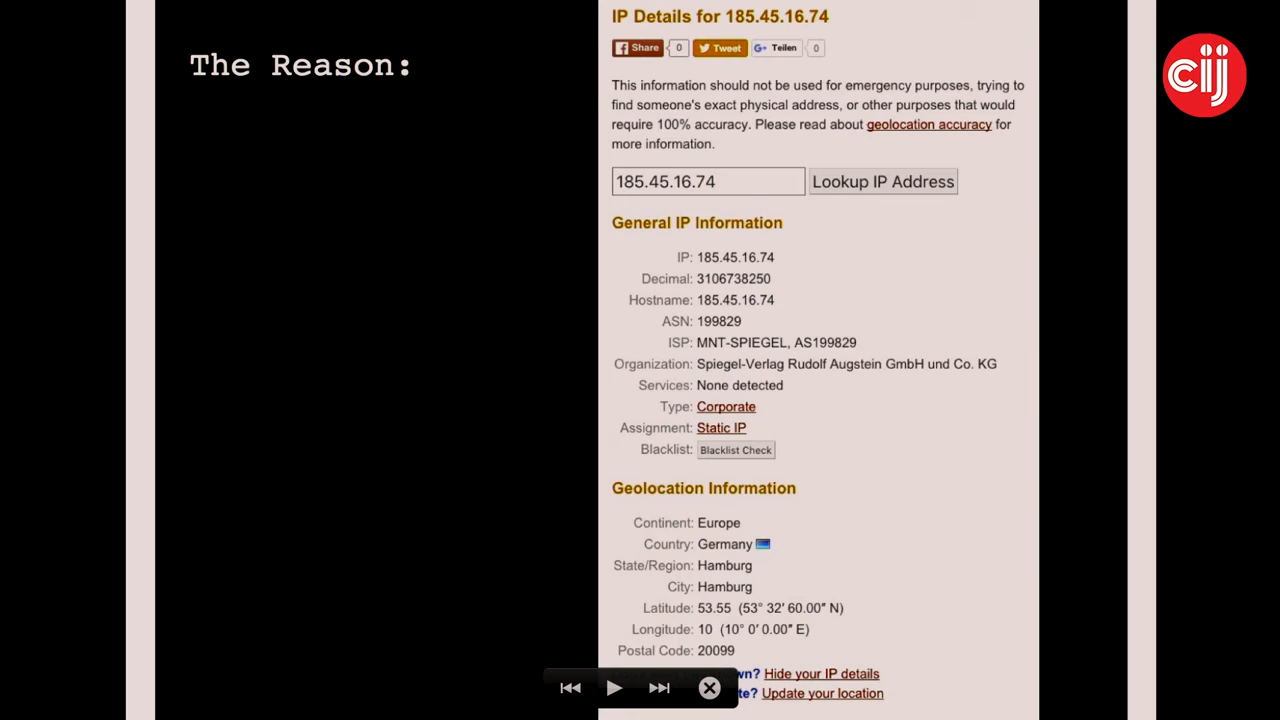 The Reason:
cij
IP Details for 185.45.16.74
Share 0 Tweet G+ Teilen 0
This information should not be used for emergency purposes, trying to
find someone's exact physical address, or other purposes that would
require 100% accuracy. Please read about geolocation accuracy for
more information.
185.45.16.74 Lookup IP Address
General IP Information
IP: 185.45.16.74
Decimal: 3106738250
Hostname: 185.45.16.74
ASN: 199829
ISP: MNT-SPIEGEL, AS199829
Organization: Spiegel-Verlag Rudolf Augstein GmbH und Co. KG
Services: None detected
Type: Corporate
Assignment: Static IP
Blacklist: Blacklist Check
Geolocation Information
Continent: Europe
Country: Germany
State/Region: Hamburg
City: Hamburg
Latitude: 53.55 (53° 32′ 60.00″ N)
Longitude: 10 (10° 0′ 0.00″ E)
Postal Code: 20099
Hide your IP details
Update your location